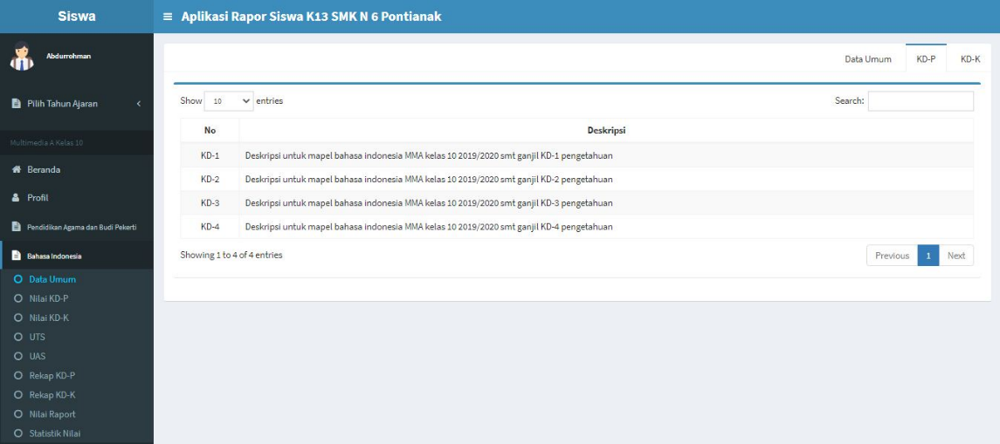 Siswa
Aplikasi Rapor Siswa K13 SMK N 6 Pontianak
Abdurrohman
Pilih Tahun Ajaran
Multimedia A Kelas 10
Beranda
Profil
Pendidikan Agama dan Budi Pekerti
Bahasa Indonesia
Data Umum
Nilai KD-P
Nilai KD-K
UTS
UAS
Rekap KD-P
Rekap KD-K
Nilai Raport
Statistik Nilai
Data Umum KD-P KD-K
Show 10 entries Search:
No Deskripsi
KD-1 Deskripsi untuk mapel bahasa indonesia MMA kelas 10 2019/2020 smt ganjil KD-1 pengetahuan
KD-2 Deskripsi untuk mapel bahasa indonesia MMA kelas 10 2019/2020 smt ganjil KD-2 pengetahuan
KD-3 Deskripsi untuk mapel bahasa indonesia MMA kelas 10 2019/2020 smt ganjil KD-3 pengetahuan
KD-4 Deskripsi untuk mapel bahasa indonesia MMA kelas 10 2019/2020 smt ganjil KD-4 pengetahuan
Showing 1 to 4 of 4 entries Previous 1 Next